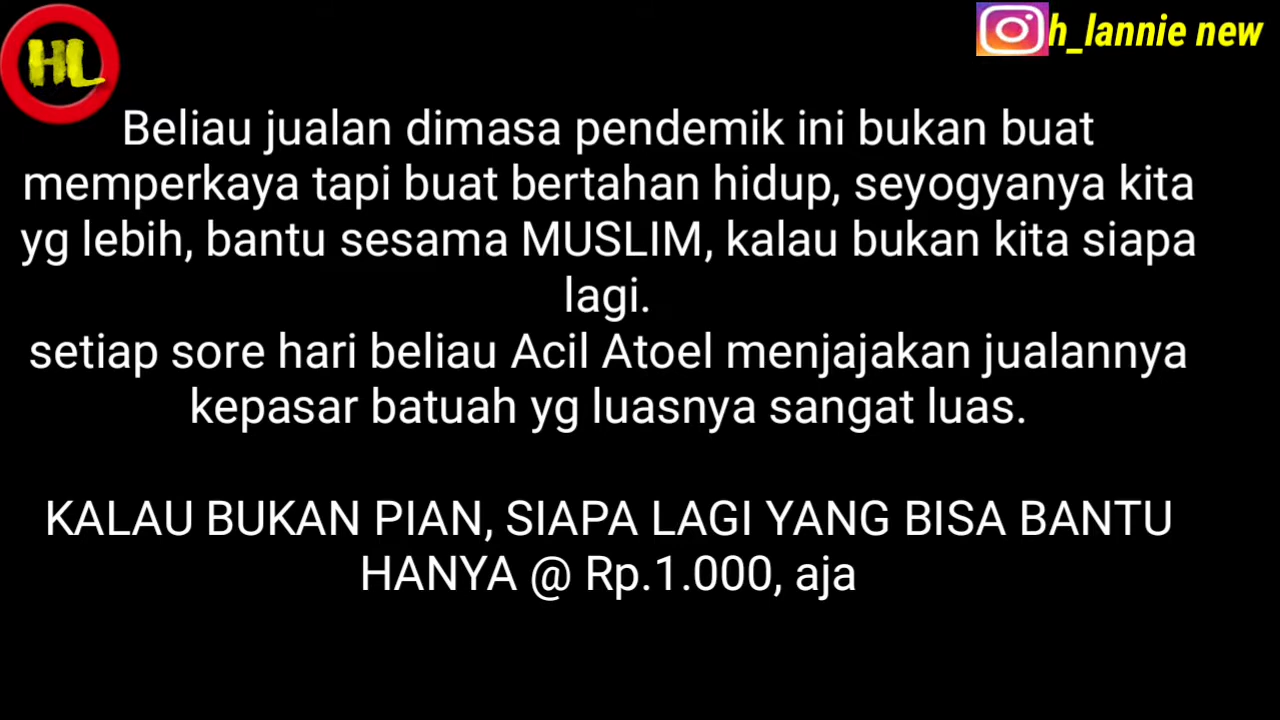 HL
h_lannie new
Beliau jualan dimasa pendemik ini bukan buat
memperkaya tapi buat bertahan hidup, seyogyanya kita
yg lebih, bantu sesama MUSLIM, kalau bukan kita siapa
lagi.
setiap sore hari beliau Acil Atoel menjajakan jualannya
kepasar batuah yg luasnya sangat luas.
KALAU BUKAN PIAN, SIAPA LAGI YANG BISA BANTU
HANYA @ Rp.1.000, aja